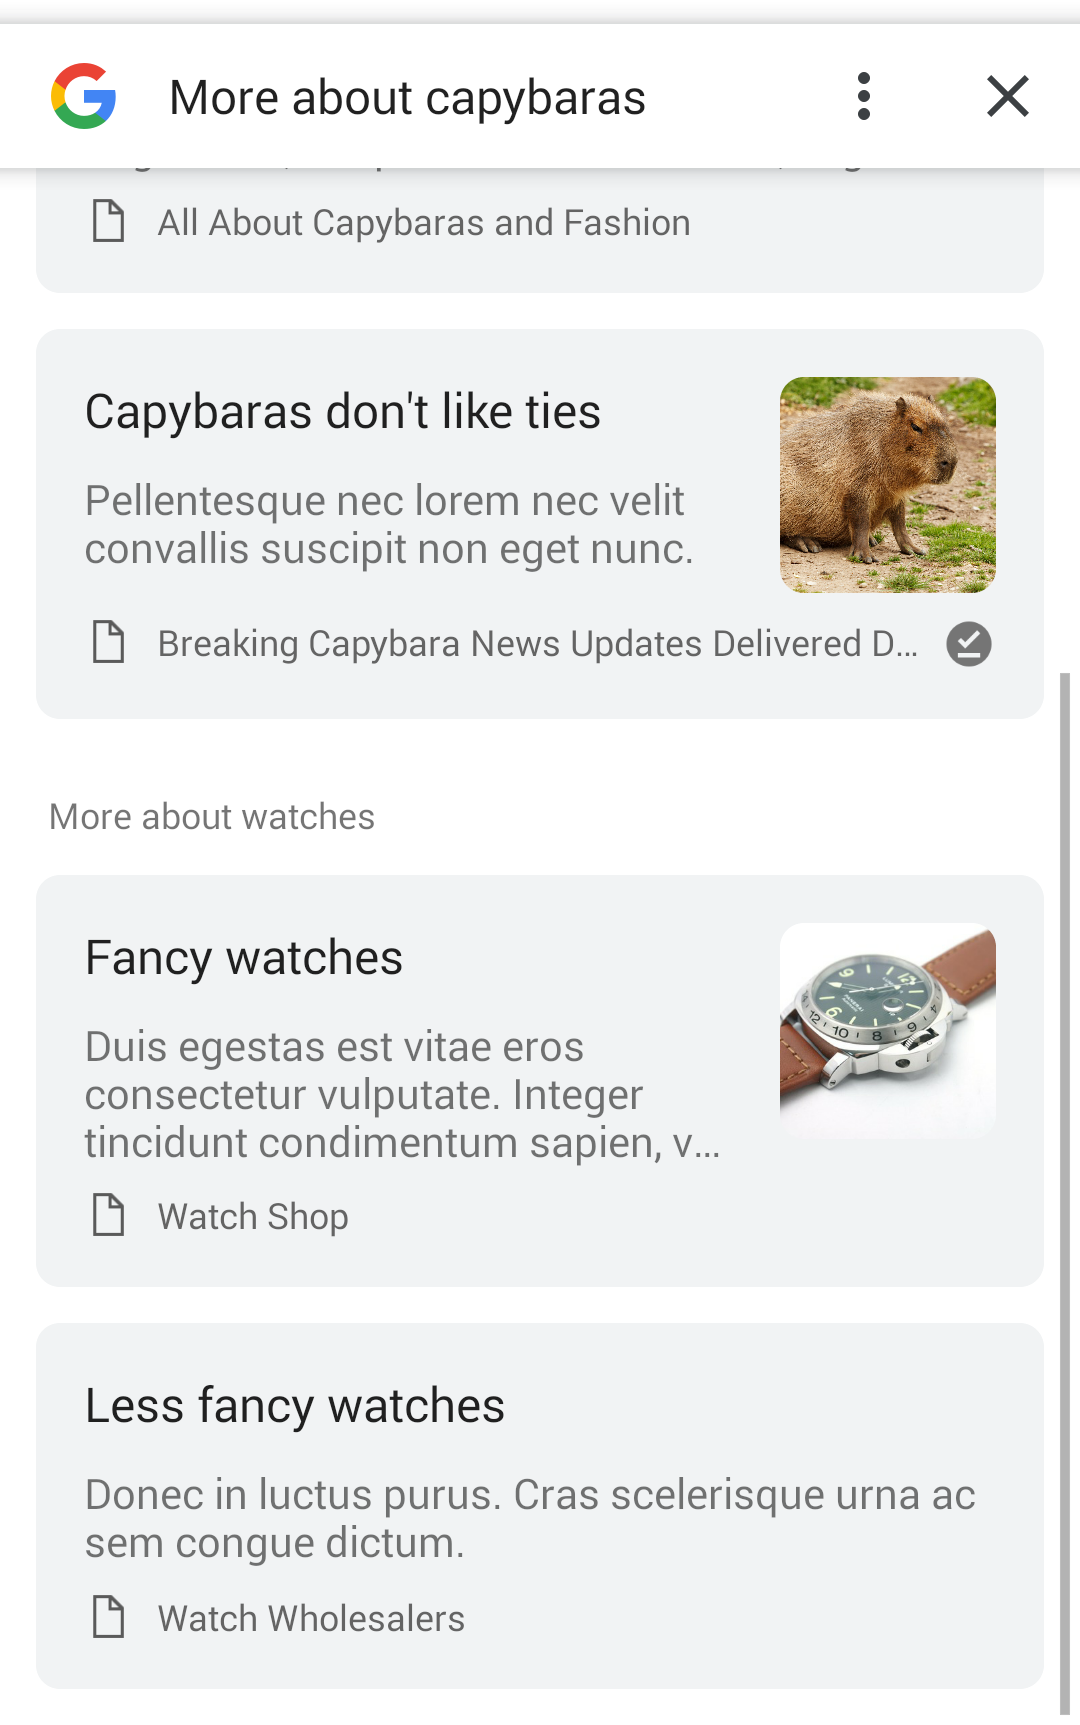 More about capybaras
All About Capybaras and Fashion
Capybaras don't like ties
Pellentesque nec lorem nec velit
convallis suscipit non eget nunc.
Breaking Capybara News Updates Delivered D...
More about watches
Fancy watches
Duis egestas est vitae eros
consectetur vulputate. Integer
tincidunt condimentum sapien, v...
Watch Shop
Less fancy watches
Donec in luctus purus. Cras scelerisque urna ac
sem congue dictum.
Watch Wholesalers